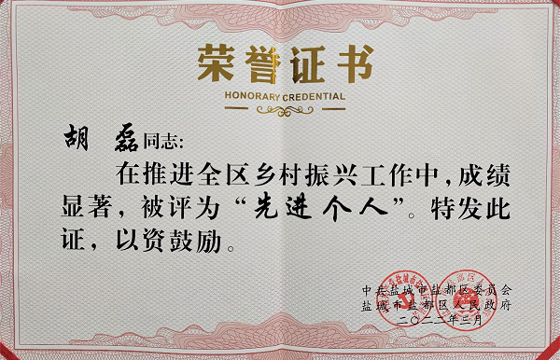 荣誉证书
HONORARY CREDENTIAL
胡磊同志:
在推进全区乡村振兴工作中,成绩
显著，被评为“先进个人”。特发此
证，以资鼓励。
中共盐城市盐都区委员会
盐城市盐都区人民政府
二〇二二年三月